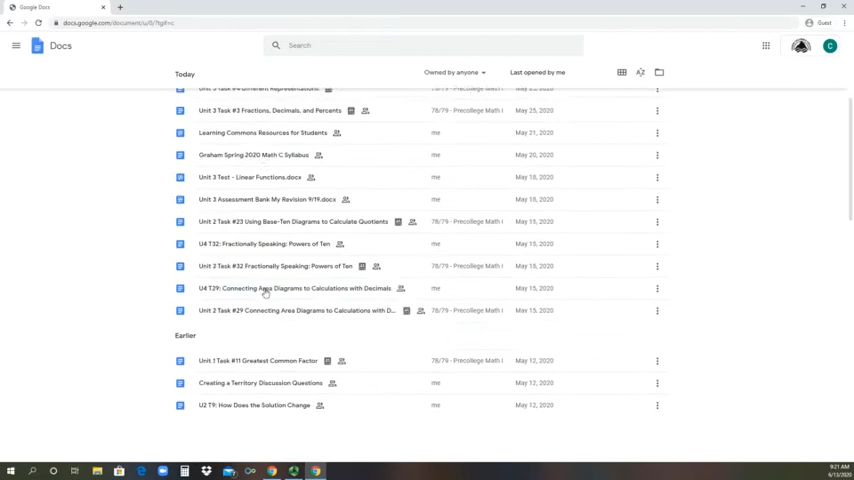 Google Docs
docs.google.com/document/u/0/?tgif=c
Guest
Docs
Search
C
Today
Owned by anyone
Last opened by me
Unit 3 Task #4 Different Representations.
Unit 3 Task #3 Fractions, Decimals, and Percents
78/79 - Precollege Math I
May 25, 2020
Learning Commons Resources for Students
me
May 21, 2020
Graham Spring 2020 Math C Syllabus
me
May 20, 2020
Unit 3 Test - Linear Functions.docx
me
May 18, 2020
Unit 3 Assessment Bank My Revision 9/19.docx
me
May 18, 2020
Unit 2 Task #23 Using Base-Ten Diagrams to Calculate Quotients
78/79 - Precollege Math I
May 15, 2020
U4 T32: Fractionally Speaking: Powers of Ten
me
May 15, 2020
Unit 2 Task #32 Fractionally Speaking: Powers of Ten
78/79 - Precollege Math I
May 15, 2020
U4 T29: Connecting Area Diagrams to Calculations with Decimals
me
May 15, 2020
Unit 2 Task #29 Connecting Area Diagrams to Calculations with D...
78/79 - Precollege Math I
May 15, 2020
Earlier
Unit 1 Task #11 Greatest Common Factor
78/79 - Precollege Math I
May 12, 2020
Creating a Territory Discussion Questions
me
May 12, 2020
U2 T9: How Does the Solution Change
me
May 12, 2020
9:21 AM
6/13/2020